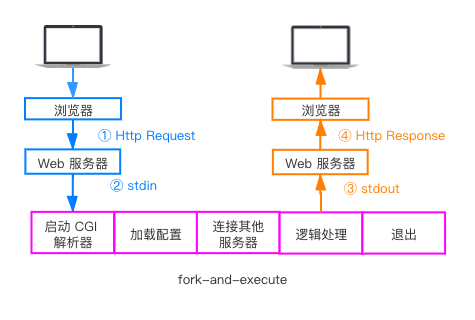 浏览器
浏览器
① Http Request
④ Http Response
Web 服务器
Web 服务器
② stdin
③ stdout
启动 CGI
解析器
加载配置
连接其他
服务器
逻辑处理
退出
fork-and-execute